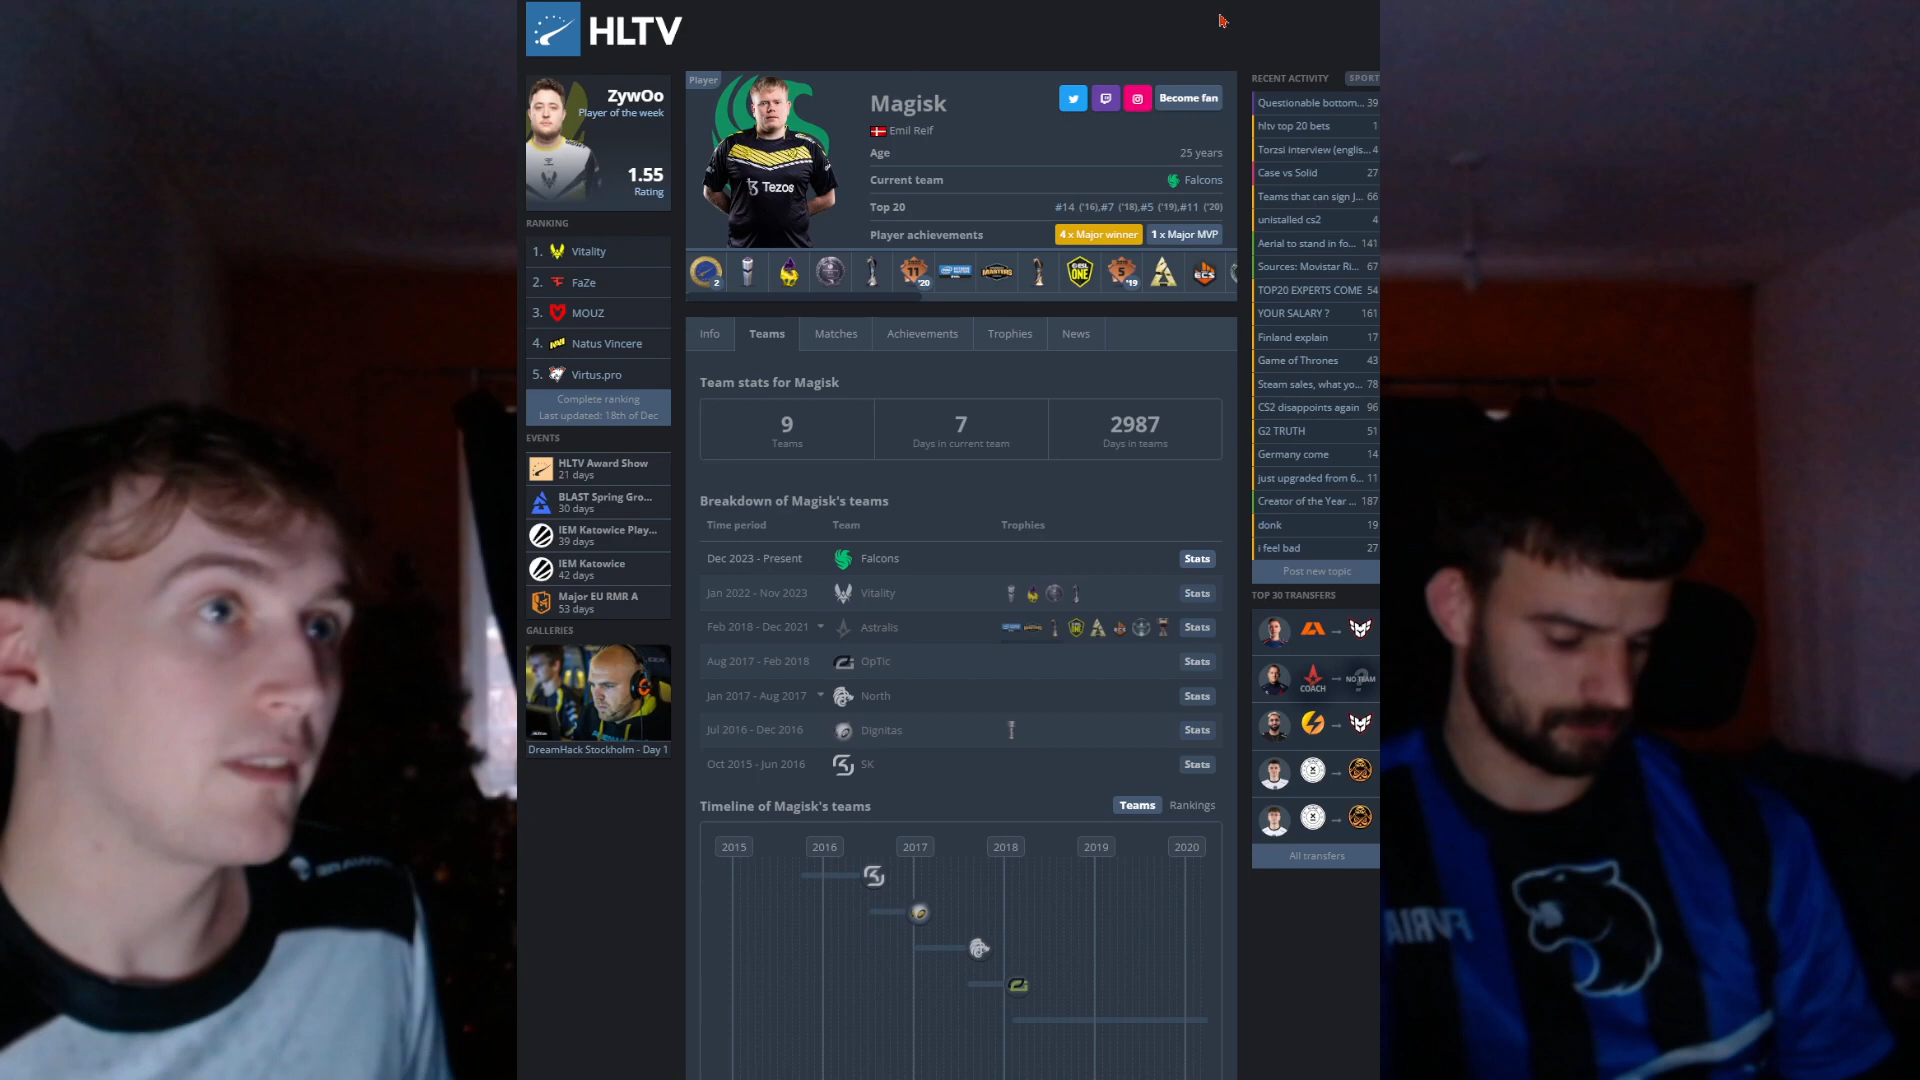 HLTV
ZywOo
Player of the week
1.55
Rating
RANKING
1. Vitality
2. FaZe
3. MOUZ
4. Natus Vincere
5. Virtus.pro
Complete ranking
Last updated: 18th of Dec
EVENTS
HLTV Award Show
21 days
BLAST Spring Gro...
30 days
IEM Katowice Play...
39 days
IEM Katowice
42 days
Major EU RMR A
53 days
GALLERIES
DreamHack Stockholm - Day 1
Player
Tezos
Magisk
Become fan
Emil Reif
Age 25 years
Current team Falcons
Top 20 #14 ('16),#7 ('18),#5 ('19),#11 ('20)
Player achievements 4 x Major winner 1 x Major MVP
2
11
'20
MASTERS
ESL ONE
5
'19
ECS
Info Teams Matches Achievements Trophies News
Team stats for Magisk
9 7 2987
Teams Days in current team Days in teams
Breakdown of Magisk's teams
Time period Team Trophies
Dec 2023 - Present Falcons Stats
Jan 2022 - Nov 2023 Vitality Stats
Feb 2018 - Dec 2021 Astralis Stats
Aug 2017 - Feb 2018 OpTic Stats
Jan 2017 - Aug 2017 North Stats
Jul 2016 - Dec 2016 Dignitas Stats
Oct 2015 - Jun 2016 SK Stats
Timeline of Magisk's teams Teams Rankings
2015 2016 2017 2018 2019 2020
RECENT ACTIVITY SPORT
Questionable bottom... 39
hltv top 20 bets 1
Torzsi interview (englis... 4
Case vs Solid 27
Teams that can sign J... 66
unistalled cs2 4
Aerial to stand in fo... 141
Sources: Movistar Ri... 67
TOP20 EXPERTS COME 54
YOUR SALARY ? 161
Finland explain 17
Game of Thrones 43
Steam sales, what yo... 78
CS2 disappoints again 96
G2 TRUTH 51
Germany come 14
just upgraded from 6... 11
Creator of the Year ... 187
donk 19
i feel bad 27
Post new topic
TOP 30 TRANSFERS
COACH
NO TEAM
All transfers